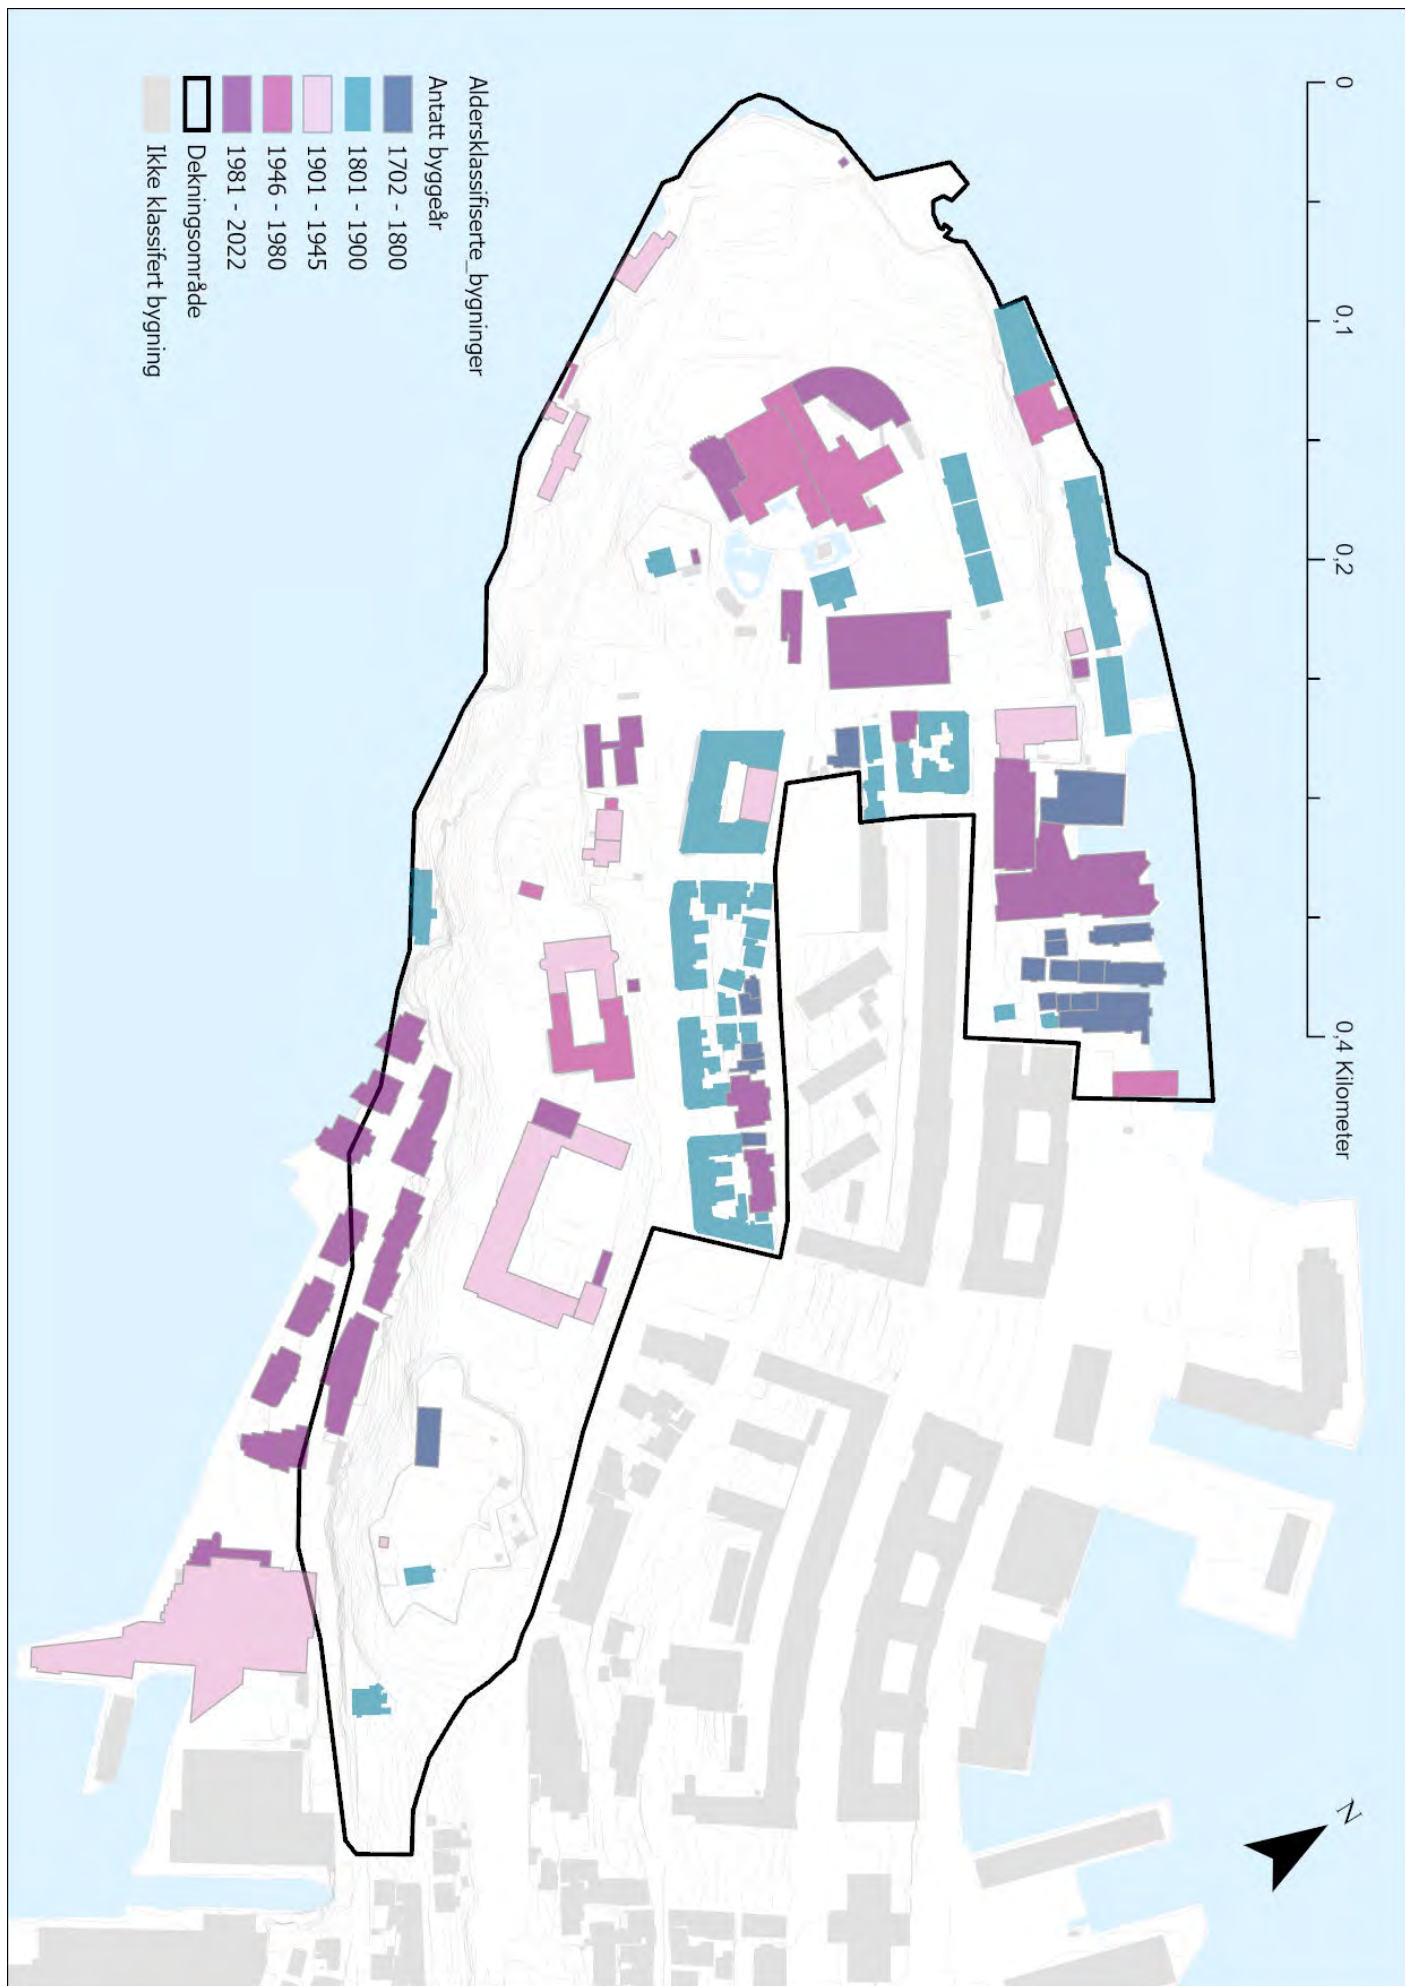 Aldersklassifiserte_bygninger
Antatt byggeår
1702 - 1800
1801 - 1900
1901 - 1945
1946 - 1980
1981 - 2022
Dekningsområde
Ikke klassifert bygning
0
0,1
0,2
0,4 Kilometer
N